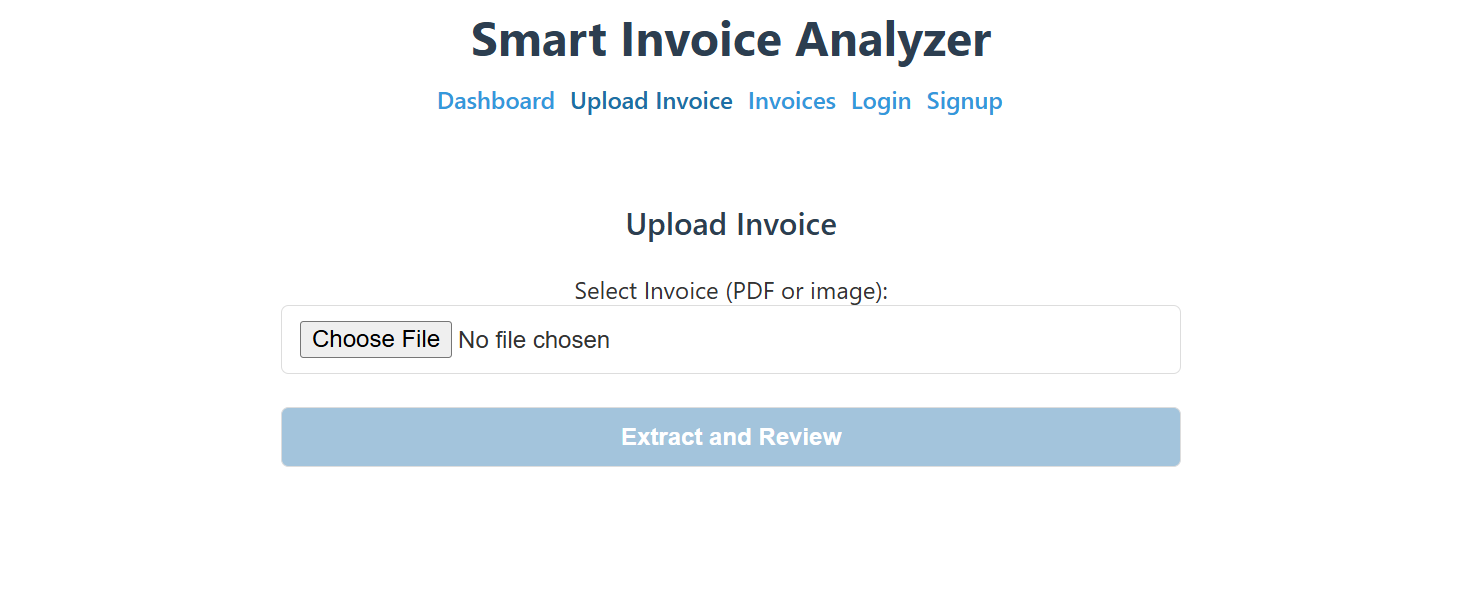 Smart Invoice Analyzer
Dashboard Upload Invoice Invoices Login Signup
Upload Invoice
Select Invoice (PDF or image):
Choose File No file chosen
Extract and Review